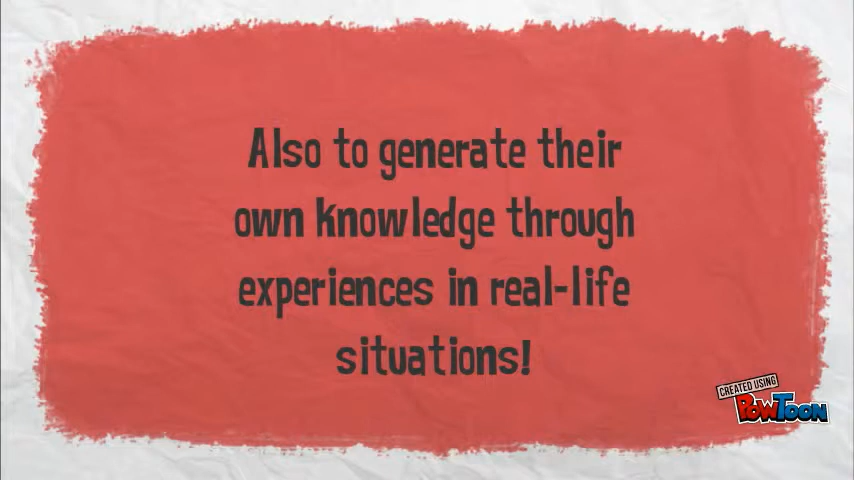 Also to generate their
own knowledge through
experiences in real-life
situations!
CREATED USING
POWTOON